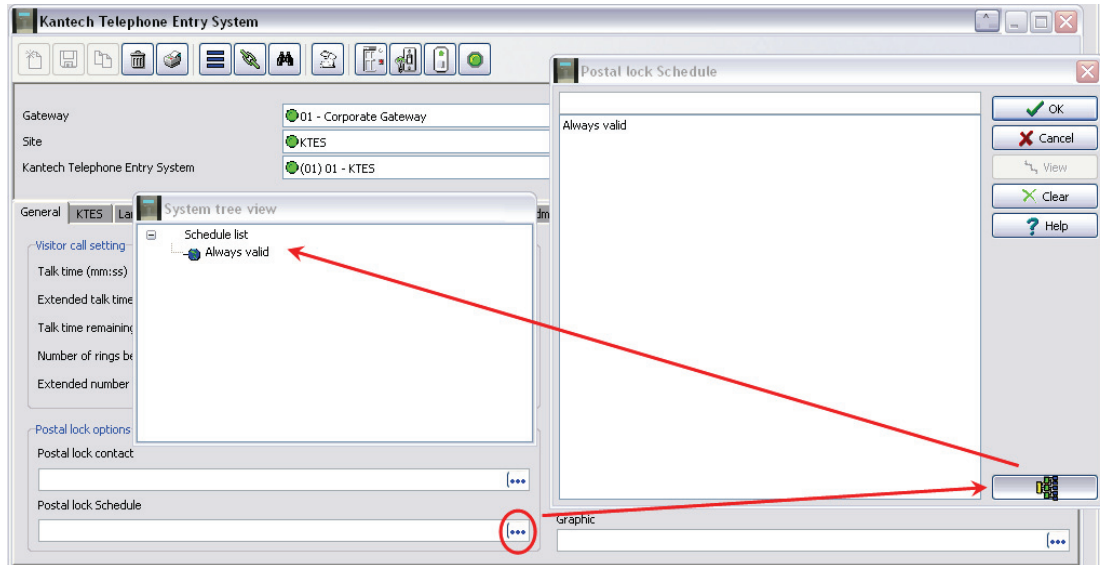 Kantech Telephone Entry System
Postal lock Schedule
Gateway
01 - Corporate Gateway
Site
KTES
Kantech Telephone Entry System
(01) 01 - KTES
OK
Always valid
Cancel
View
Clear
Help
General
KTES
System tree view
Schedule list
Always valid
Visitor call setting
Talk time (mm:ss)
Extended talk time
Talk time remaining
Number of rings be
Extended number
Postal lock options
Postal lock contact
Postal lock Schedule
Graphic